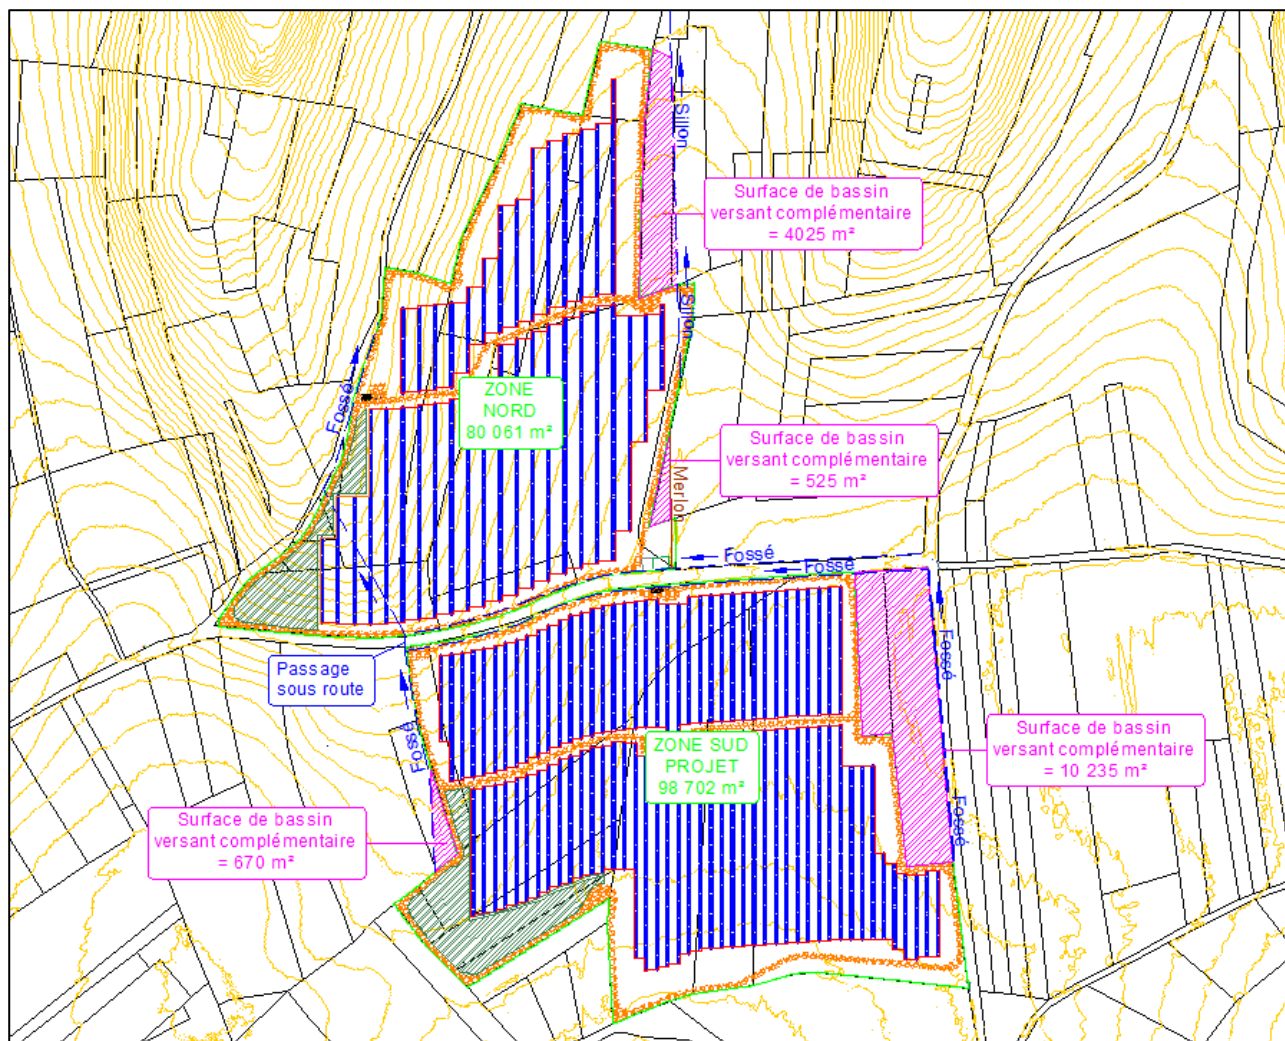 Sillon
Surface de bassin
versant complémentaire
= 4025 m²
Sillon
Fossé
ZONE
NORD
80 061 m²
Surface de bassin
versant complémentaire
= 525 m²
Merlon
Fossé
Fossé
Passage
sous route
Fossé
Fossé
ZONE SUD
PROJET
98 702 m²
Surface de bassin
versant complémentaire
= 10 235 m²
Fossé
Surface de bassin
versant complémentaire
= 670 m²